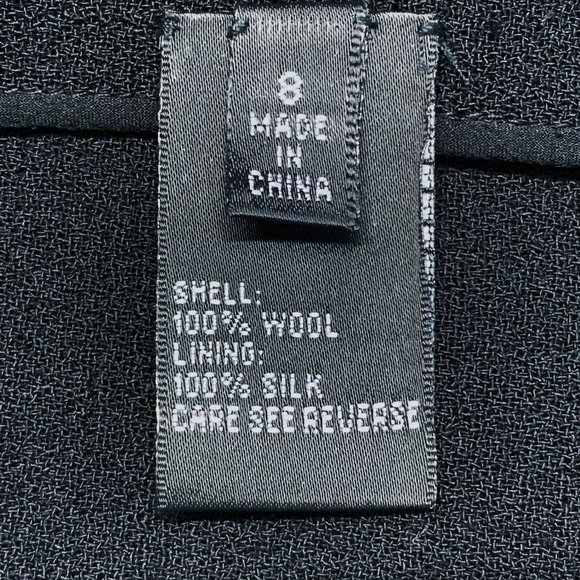 8
MADE
IN
CHINA
SHELL:
100% WOOL
LINING:
100% SILK
CARE SEE REVERSE